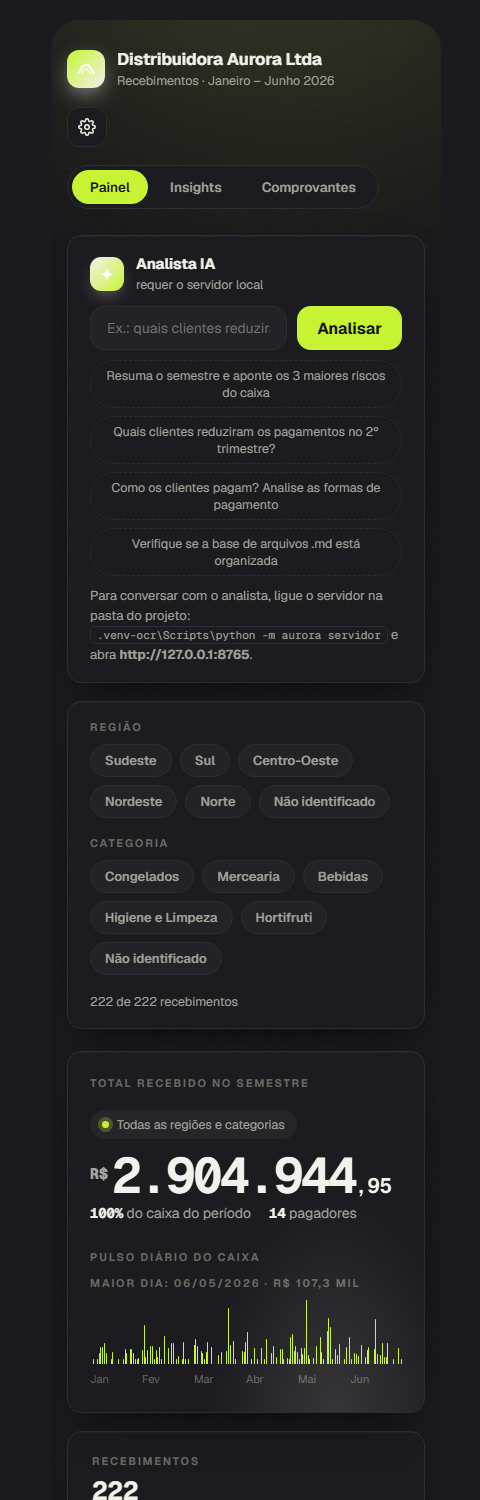 Distribuidora Aurora Ltda
Recebimentos · Janeiro – Junho 2026
Painel
Insights
Comprovantes
Analista IA
requer o servidor local
Ex.: quais clientes reduzir
Analisar
Resuma o semestre e aponte os 3 maiores riscos
do caixa
Quais clientes reduziram os pagamentos no 2º
trimestre?
Como os clientes pagam? Analise as formas de
pagamento
Verifique se a base de arquivos .md está
organizada
Para conversar com o analista, ligue o servidor na
pasta do projeto:
.venv-ocr\Scripts\python -m aurora servidor e
abra http://127.0.0.1:8765.
REGIÃO
Sudeste
Sul
Centro-Oeste
Nordeste
Norte
Não identificado
CATEGORIA
Congelados
Mercearia
Bebidas
Higiene e Limpeza
Hortifruti
Não identificado
222 de 222 recebimentos
TOTAL RECEBIDO NO SEMESTRE
Todas as regiões e categorias
R$ 2.904.944,95
100% do caixa do período 14 pagadores
PULSO DIÁRIO DO CAIXA
MAIOR DIA: 06/05/2026 · R$ 107,3 MIL
Jan Fev Mar Abr Mai Jun
RECEBIMENTOS
222